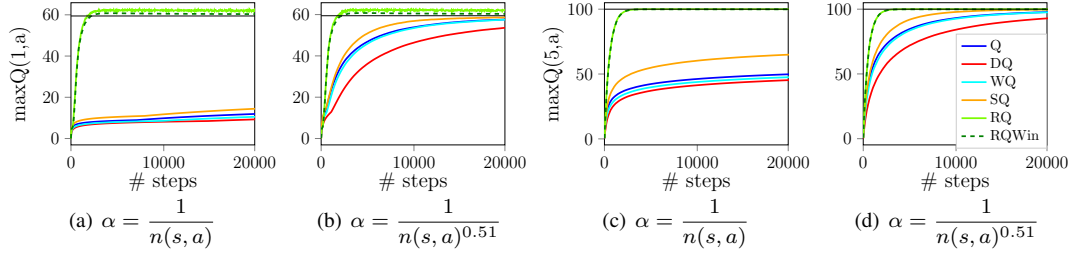 maxQ(1,a)
60
40
20
0
0
10000
20000
# steps
(a) α = 1 / n(s, a)
60
40
20
0
0
10000
20000
# steps
(b) α = 1 / n(s, a)^0.51
maxQ(5,a)
100
50
0
0
10000
20000
# steps
(c) α = 1 / n(s, a)
100
50
0
0
10000
20000
# steps
Q
DQ
WQ
SQ
RQ
RQWin
(d) α = 1 / n(s, a)^0.51